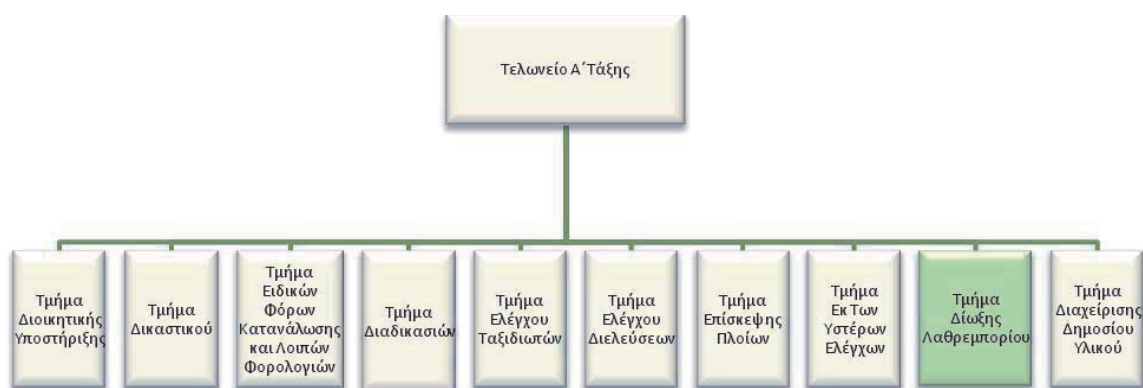 Τελωνείο Α΄Τάξης
Τμήμα
Διοικητικής
Υποστήριξης
Τμήμα
Δικαστικού
Τμήμα
Ειδικών
Φόρων
Κατανάλωσης
και Λοιπών
Φορολογιών
Τμήμα
Διαδικασιών
Τμήμα
Ελέγχου
Ταξιδιωτών
Τμήμα
Ελέγχου
Διελεύσεων
Τμήμα
Επίσκεψης
Πλοίων
Τμήμα
Εκ Των
Υστέρων
Ελέγχων
Τμήμα
Δίωξης
Λαθρεμπορίου
Τμήμα
Διαχείρισης
Δημοσίου
Υλικού